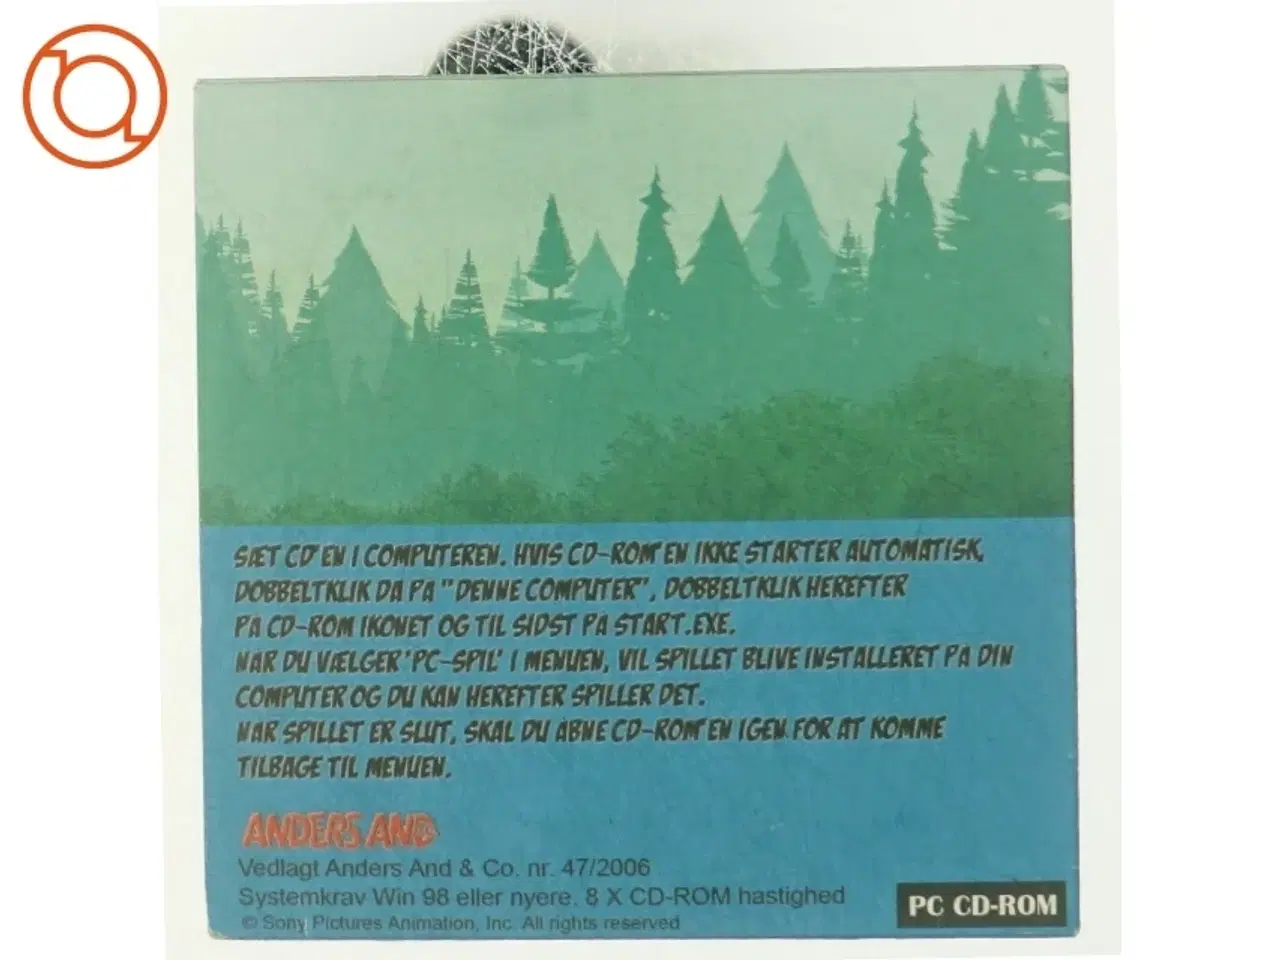 SÆT CD'EN I COMPUTEREN. HVIS CD-ROM'EN IKKE STARTER AUTOMATISK,
DOBBELTKLIK DA PÅ "DENNE COMPUTER", DOBBELTKLIK HEREFTER
PÅ CD-ROM IKONET OG TIL SIDST PÅ START.EXE.
NÅR DU VÆLGER 'PC-SPIL' I MENUEN, VIL SPILLET BLIVE INSTALLERET PÅ DIN
COMPUTER OG DU KAN HEREFTER SPILLER DET.
NÅR SPILLET ER SLUT, SKAL DU ÅBNE CD-ROM'EN IGEN FOR AT KOMME
TILBAGE TIL MENUEN.
ANDERS AND
Vedlagt Anders And & Co. nr. 47/2006
Systemkrav Win 98 eller nyere, 8 X CD-ROM hastighed
© Sony Pictures Animation, Inc. All rights reserved
PC CD-ROM